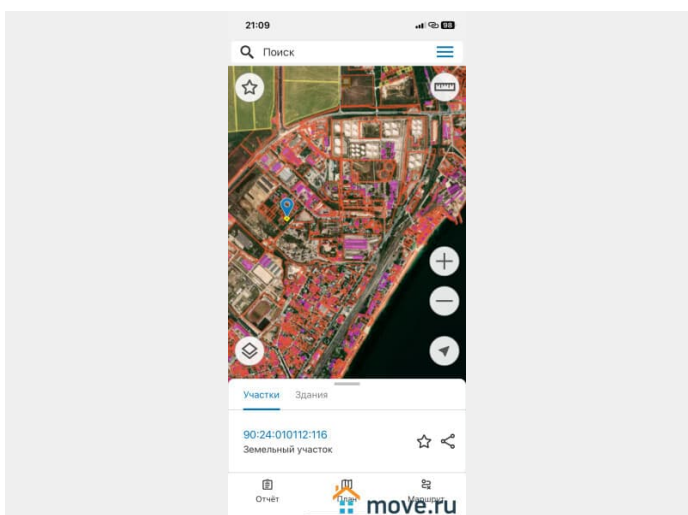 21:09
98
Поиск
Участки Здания
90:24:010112:116
Земельный участок
Отчёт План Маршрут
move.ru